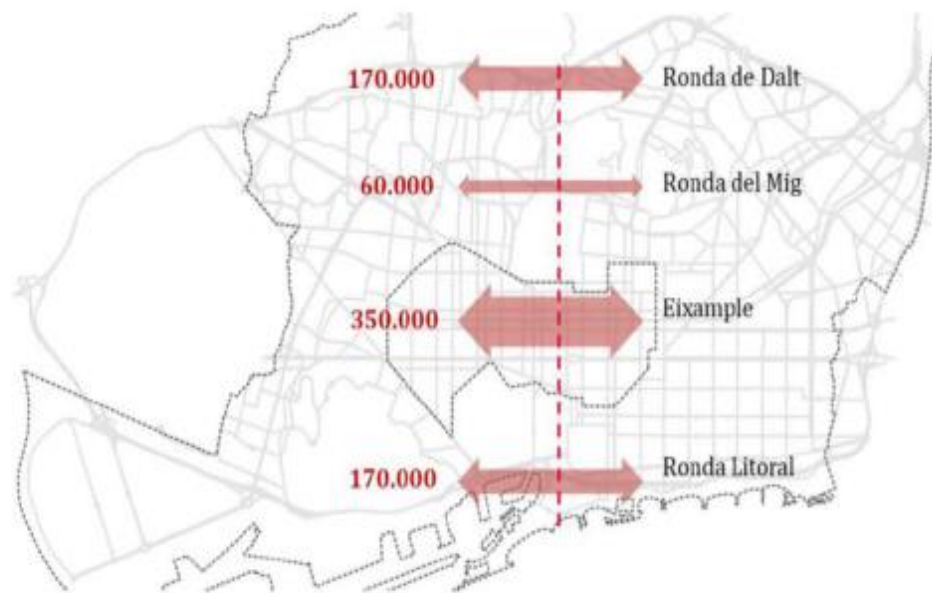 170.000 Ronda de Dalt
60.000 Ronda del Mig
350.000 Eixample
170.000 Ronda Litoral